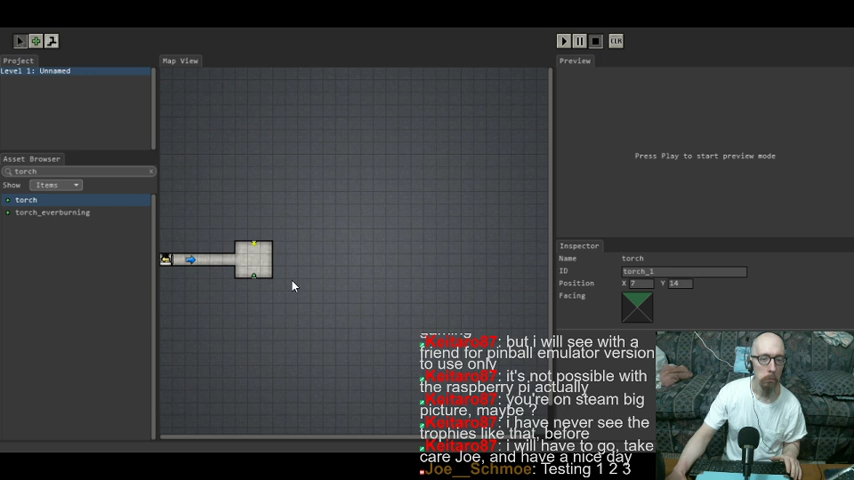 CLR
Project
Map View
Preview
Level 1: Unnamed
Press Play to start preview mode
Asset Browser
torch
Show
Items
torch
torch_everburning
Inspector
Name
torch
ID
torch_1
Position
X
7
Y
14
Facing
gaming
Keitaro87: but i will see with a
friend for pinball emulator version
to use only
Keitaro87: it's not possible with
the raspberry pi actually
Keitaro87: you're on steam big
picture, maybe ?
Keitaro87: i have never see the
trophies like that, before
Keitaro87: i will have to go, take
care Joe, and have a nice day
Joe__Schmoe: Testing 1 2 3